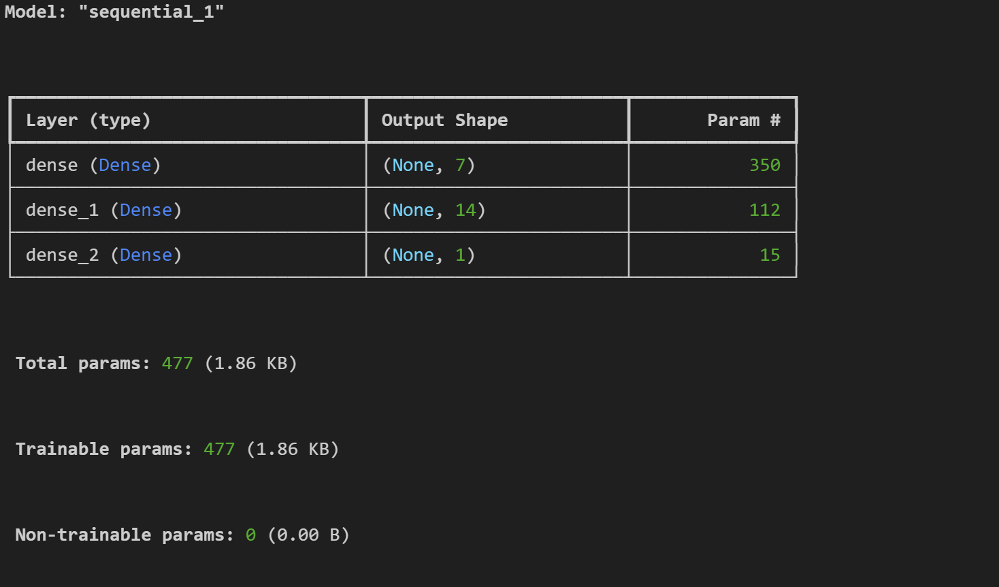 Model: "sequential_1"
Layer (type) Output Shape Param #
dense (Dense) (None, 7) 350
dense_1 (Dense) (None, 14) 112
dense_2 (Dense) (None, 1) 15
Total params: 477 (1.86 KB)
Trainable params: 477 (1.86 KB)
Non-trainable params: 0 (0.00 B)